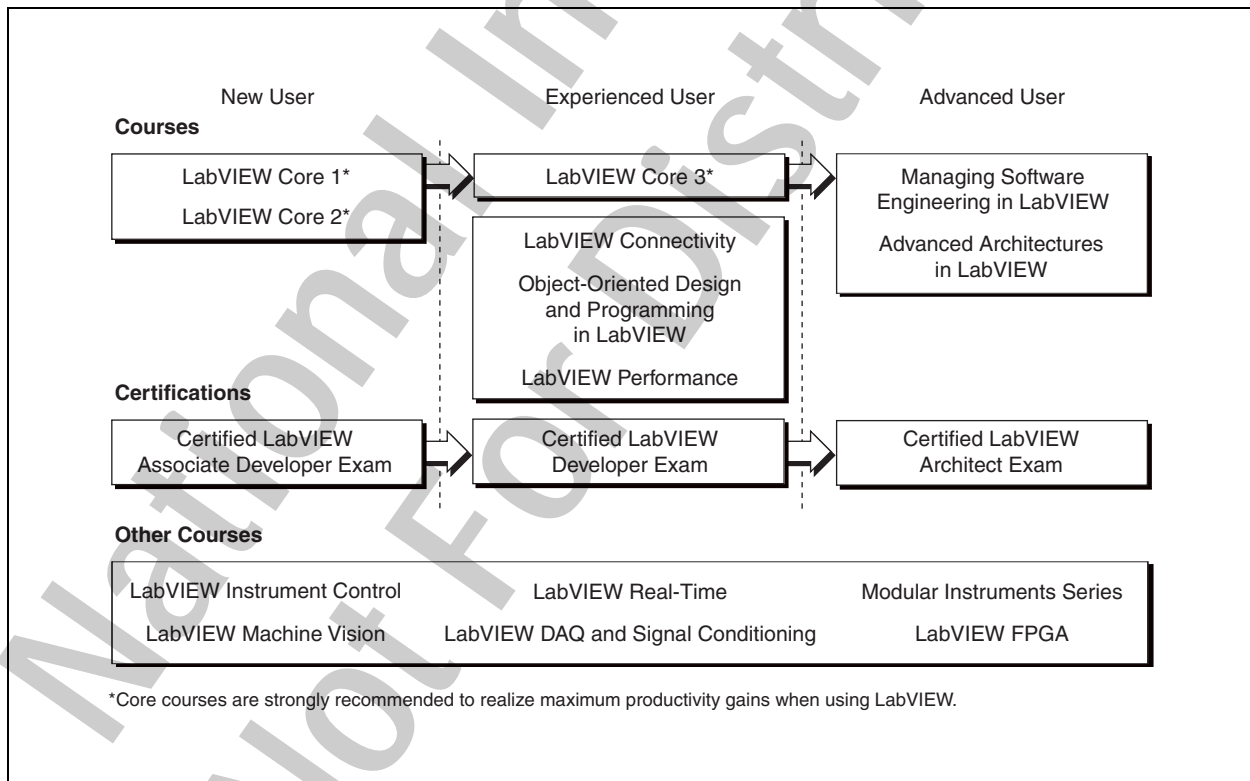 New User
Experienced User
Advanced User
Courses
LabVIEW Core 1*
LabVIEW Core 2*
LabVIEW Core 3*
LabVIEW Connectivity
Object-Oriented Design
and Programming
in LabVIEW
LabVIEW Performance
Managing Software
Engineering in LabVIEW
Advanced Architectures
in LabVIEW
Certifications
Certified LabVIEW
Associate Developer Exam
Certified LabVIEW
Developer Exam
Certified LabVIEW
Architect Exam
Other Courses
LabVIEW Instrument Control
LabVIEW Real-Time
Modular Instruments Series
LabVIEW Machine Vision
LabVIEW DAQ and Signal Conditioning
LabVIEW FPGA
*Core courses are strongly recommended to realize maximum productivity gains when using LabVIEW.
National In
Not For Distri